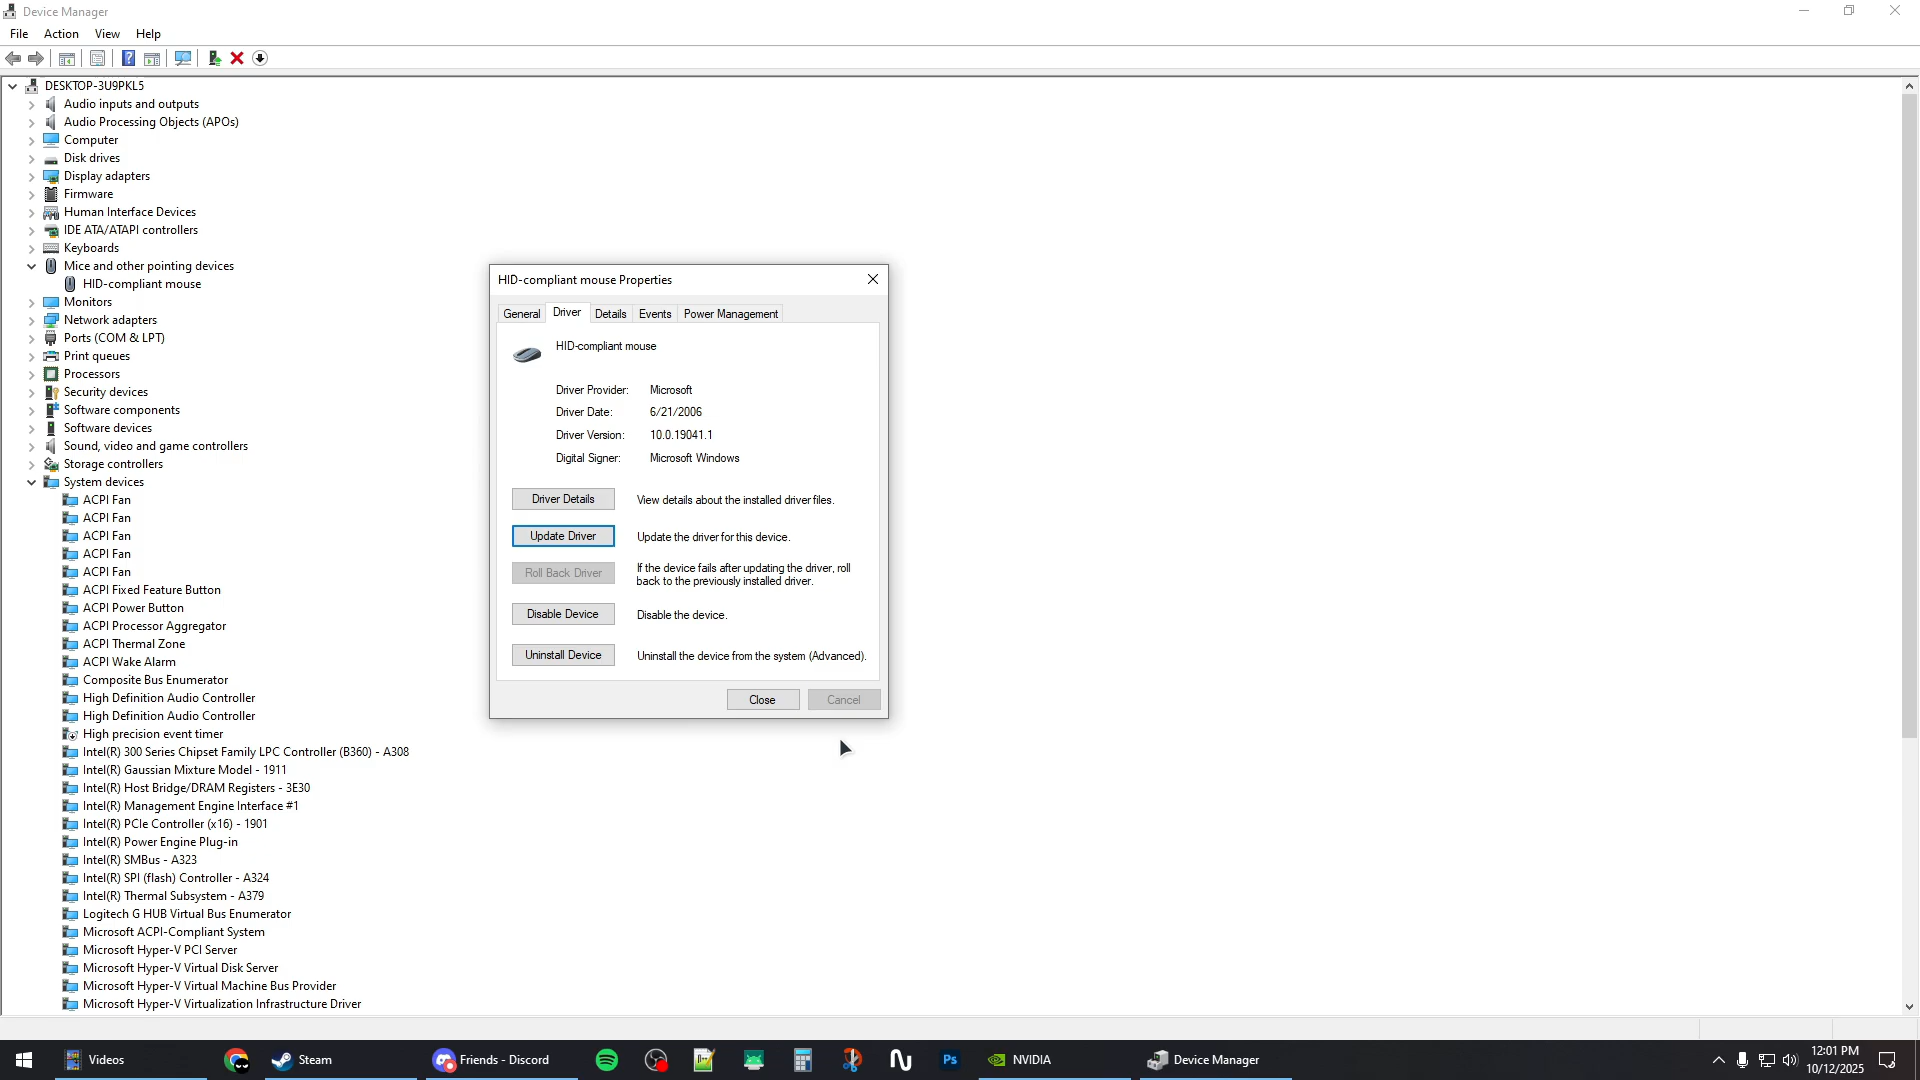 Device Manager
File Action View Help
DESKTOP-3U9PKL5
Audio inputs and outputs
Audio Processing Objects (APOs)
Computer
Disk drives
Display adapters
Firmware
Human Interface Devices
IDE ATA/ATAPI controllers
Keyboards
Mice and other pointing devices
HID-compliant mouse
Monitors
Network adapters
Ports (COM & LPT)
Print queues
Processors
Security devices
Software components
Software devices
Sound, video and game controllers
Storage controllers
System devices
ACPI Fan
ACPI Fan
ACPI Fan
ACPI Fan
ACPI Fan
ACPI Fixed Feature Button
ACPI Power Button
ACPI Processor Aggregator
ACPI Thermal Zone
ACPI Wake Alarm
Composite Bus Enumerator
High Definition Audio Controller
High Definition Audio Controller
High precision event timer
Intel(R) 300 Series Chipset Family LPC Controller (B360) - A308
Intel(R) Gaussian Mixture Model - 1911
Intel(R) Host Bridge/DRAM Registers - 3E30
Intel(R) Management Engine Interface #1
Intel(R) PCIe Controller (x16) - 1901
Intel(R) Power Engine Plug-in
Intel(R) SMBus - A323
Intel(R) SPI (flash) Controller - A324
Intel(R) Thermal Subsystem - A379
Logitech G HUB Virtual Bus Enumerator
Microsoft ACPI-Compliant System
Microsoft Hyper-V PCI Server
Microsoft Hyper-V Virtual Disk Server
Microsoft Hyper-V Virtual Machine Bus Provider
Microsoft Hyper-V Virtualization Infrastructure Driver
HID-compliant mouse Properties
General Driver Details Events Power Management
HID-compliant mouse
Driver Provider: Microsoft
Driver Date: 6/21/2006
Driver Version: 10.0.19041.1
Digital Signer: Microsoft Windows
Driver Details View details about the installed driver files.
Update Driver Update the driver for this device.
Roll Back Driver If the device fails after updating the driver, roll
back to the previously installed driver.
Disable Device Disable the device.
Uninstall Device Uninstall the device from the system (Advanced).
Close Cancel
Videos Steam Friends - Discord Ps NVIDIA Device Manager
12:01 PM
10/12/2025